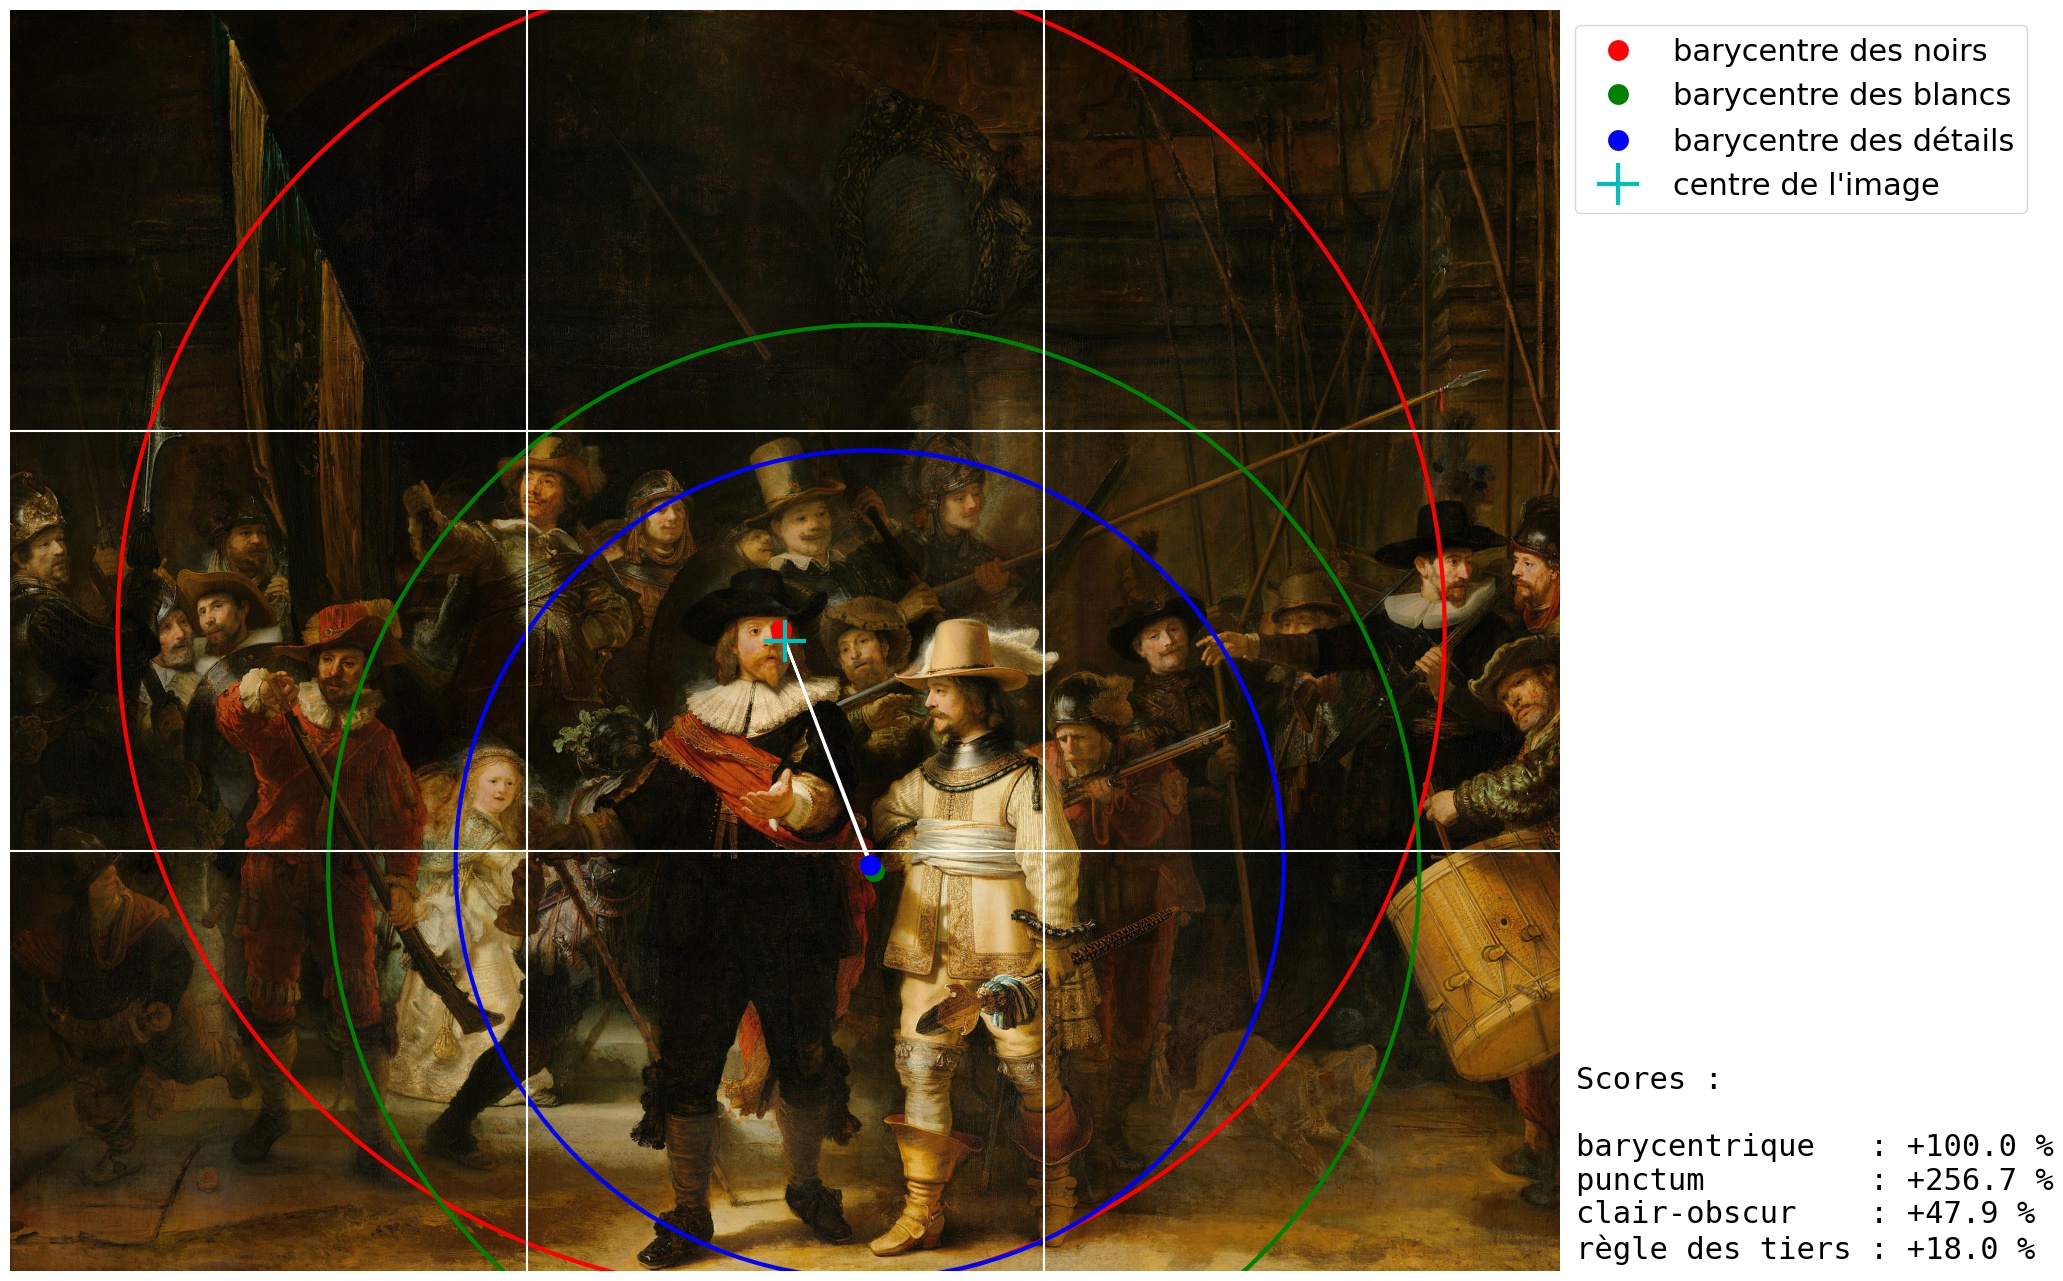 barycentre des noirs
barycentre des blancs
barycentre des détails
centre de l'image
Scores :
barycentrique : +100.0 %
punctum : +256.7 %
clair-obscur : +47.9 %
règle des tiers : +18.0 %